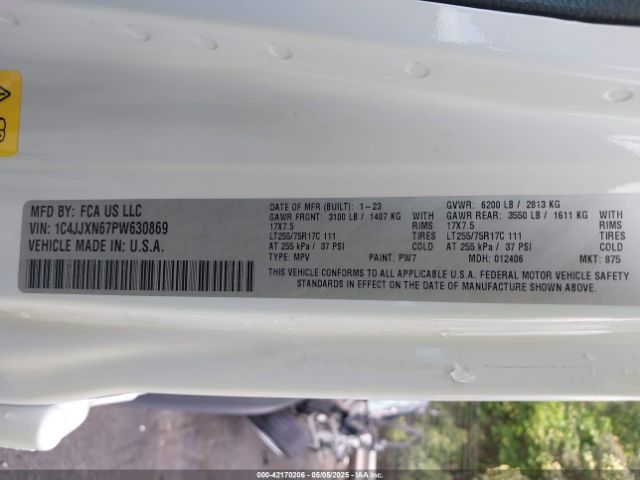 MFD BY: FCA US LLC
VIN: 1C4JJXN67PW630869
VEHICLE MADE IN: U.S.A.
DATE OF MFR (BUILT): 1-23
GAWR FRONT: 3100 LB / 1407 KG WITH
17X7.5 RIMS
LT255/75R17C 111 TIRES
AT 255 kPa / 37 PSI COLD
TYPE: MPV PAINT: PW7
GVWR: 6200 LB / 2813 KG
GAWR REAR: 3550 LB / 1611 KG WITH
17X7.5 RIMS
LT255/75R17C 111 TIRES
AT 255 kPa / 37 PSI COLD
MDH: 012406 MKT: 875
THIS VEHICLE CONFORMS TO ALL APPLICABLE U.S.A. FEDERAL MOTOR VEHICLE SAFETY
STANDARDS IN EFFECT ON THE DATE OF MANUFACTURE SHOWN ABOVE.
000-42170206 - 05/05/2025 - IAAI.COM